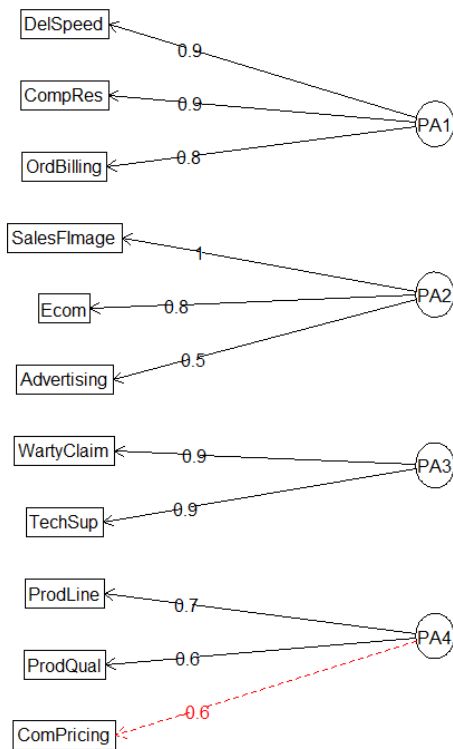 DelSpeed
0.9
CompRes
0.9
PA1
0.8
OrdBilling
SalesFImage
1
PA2
Ecom
0.8
0.5
Advertising
WartyClaim
0.9
PA3
0.9
TechSup
ProdLine
0.7
PA4
0.6
ProdQual
0.6
ComPricing